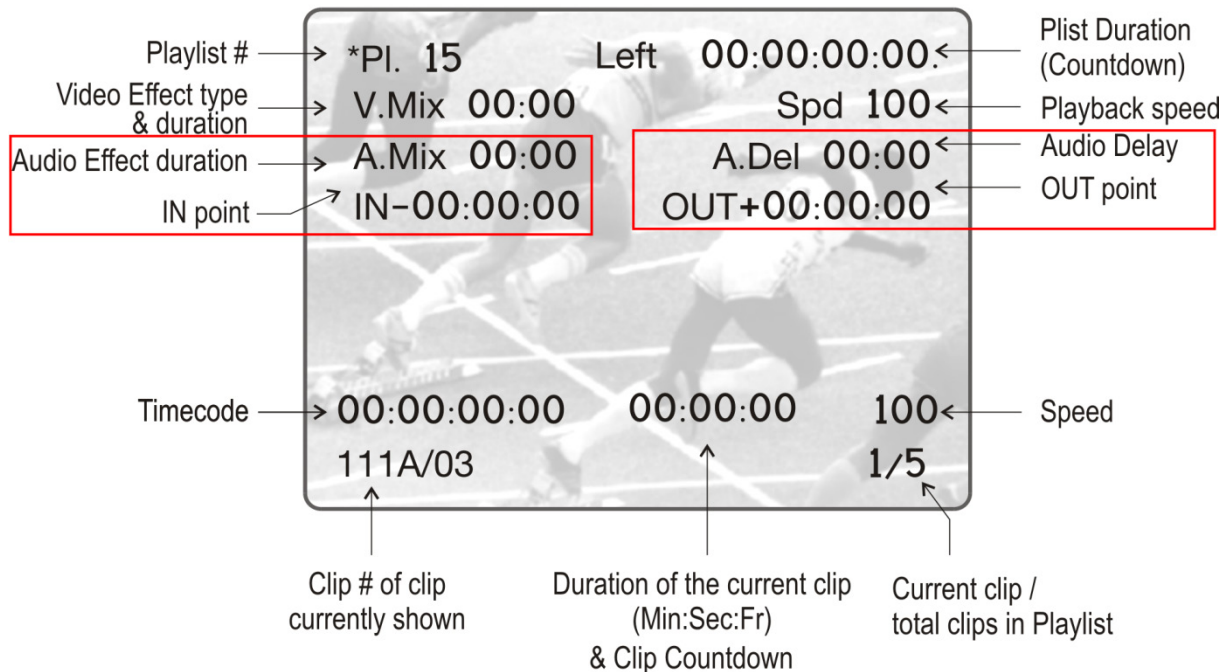 Playlist #
*Pl. 15
Left 00:00:00:00.
Plist Duration
(Countdown)
Video Effect type
& duration
V.Mix 00:00
Spd 100
Playback speed
Audio Effect duration
A.Mix 00:00
A.Del 00:00
Audio Delay
IN point
IN-00:00:00
OUT+00:00:00
OUT point
Timecode
00:00:00:00
00:00:00
100
Speed
111A/03
1/5
Clip # of clip
currently shown
Duration of the current clip
(Min:Sec:Fr)
& Clip Countdown
Current clip /
total clips in Playlist